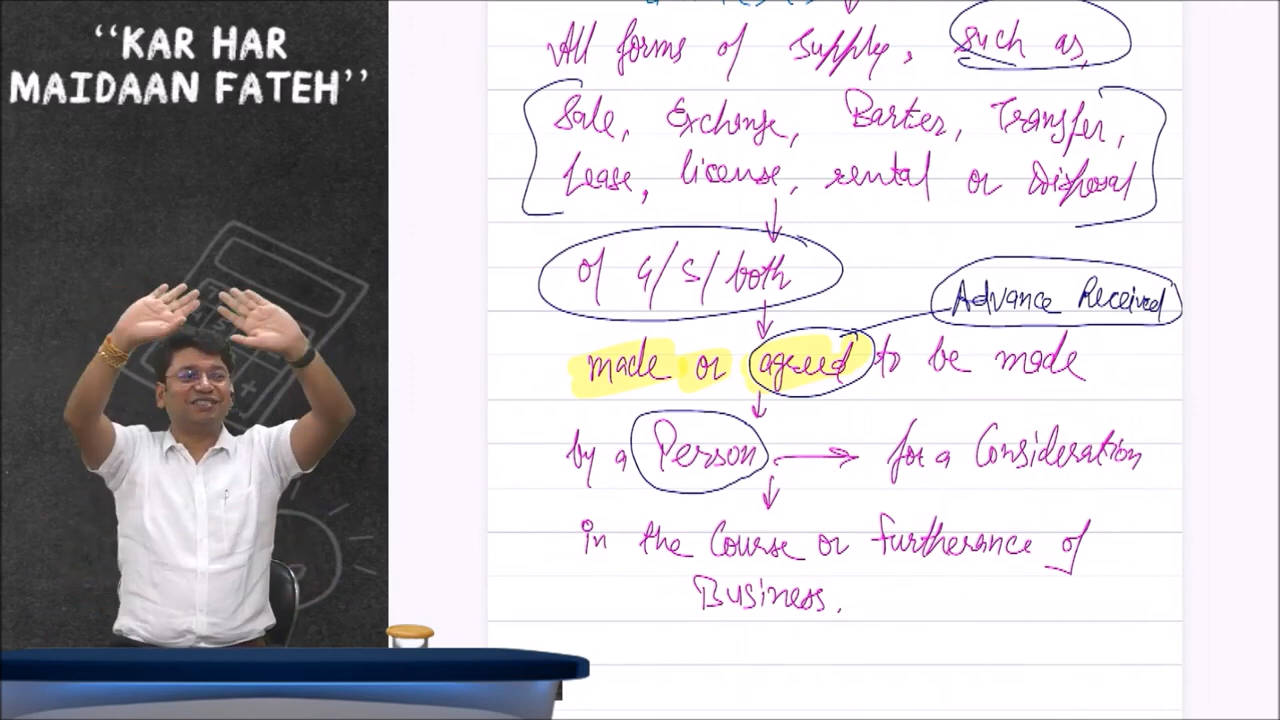 “KAR HAR
MAIDAAN FATEH”
All forms of supply, such as,
Sale, Exchange, Barter, Transfer,
Lease, license, rental or Disposal
of G/S/both
Advance Received
made or agreed to be made
by a Person → for a Consideration
in the Course or furtherance of
Business.